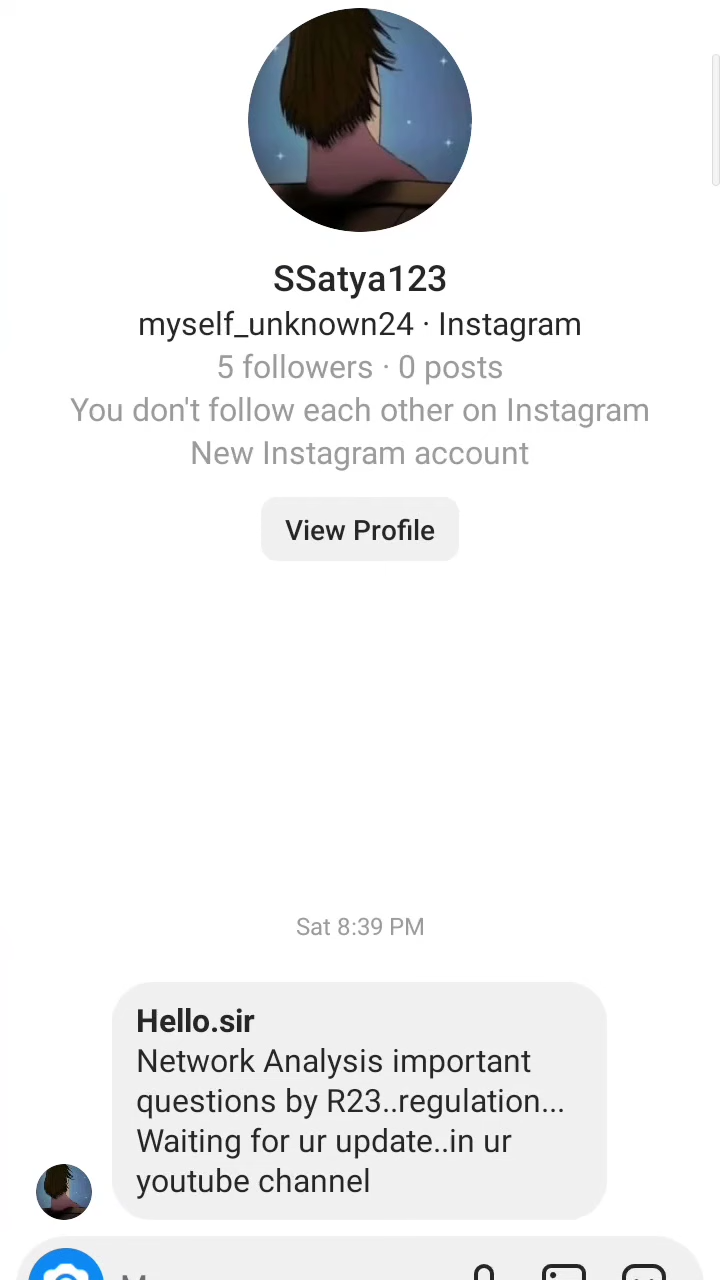 SSatya123
myself_unknown24 · Instagram
5 followers · 0 posts
You don't follow each other on Instagram
New Instagram account
View Profile
Sat 8:39 PM
Hello.sir
Network Analysis important
questions by R23..regulation...
Waiting for ur update..in ur
youtube channel